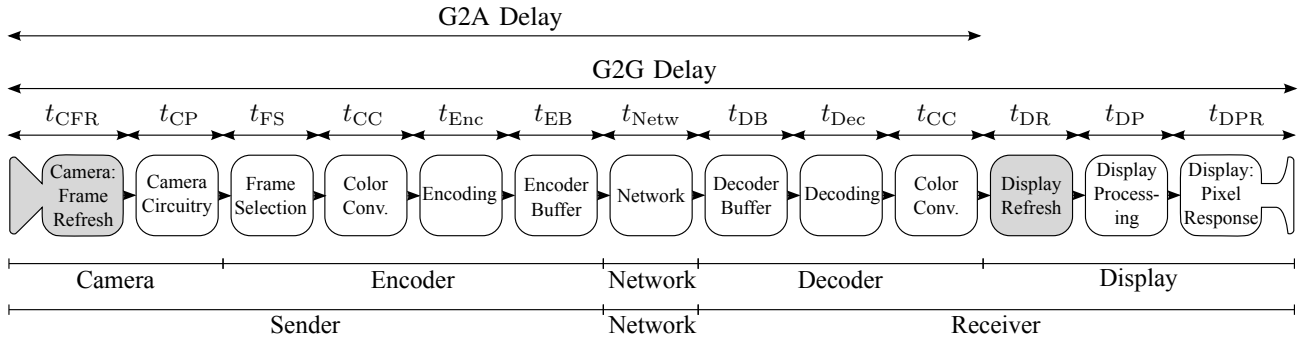 G2A Delay
G2G Delay
t_CFR t_CP t_FS t_CC t_Enc t_EB t_Netw t_DB t_Dec t_CC t_DR t_DP t_DPR
Camera:
Frame
Refresh
Camera
Circuitry
Frame
Selection
Color
Conv.
Encoding
Encoder
Buffer
Network
Decoder
Buffer
Decoding
Color
Conv.
Display
Refresh
Display
Process-
ing
Display:
Pixel
Response
Camera Encoder Network Decoder Display
Sender Network Receiver